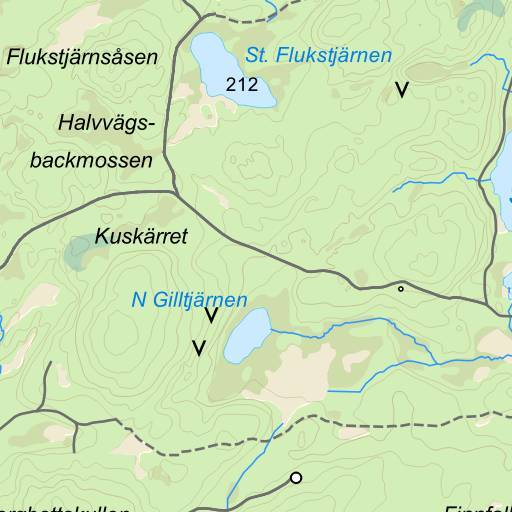 St. Flukstjärnen
Flukstjärnsåsen
212
Halvvägs-
backmossen
Kuskärret
N Gilltjärnen